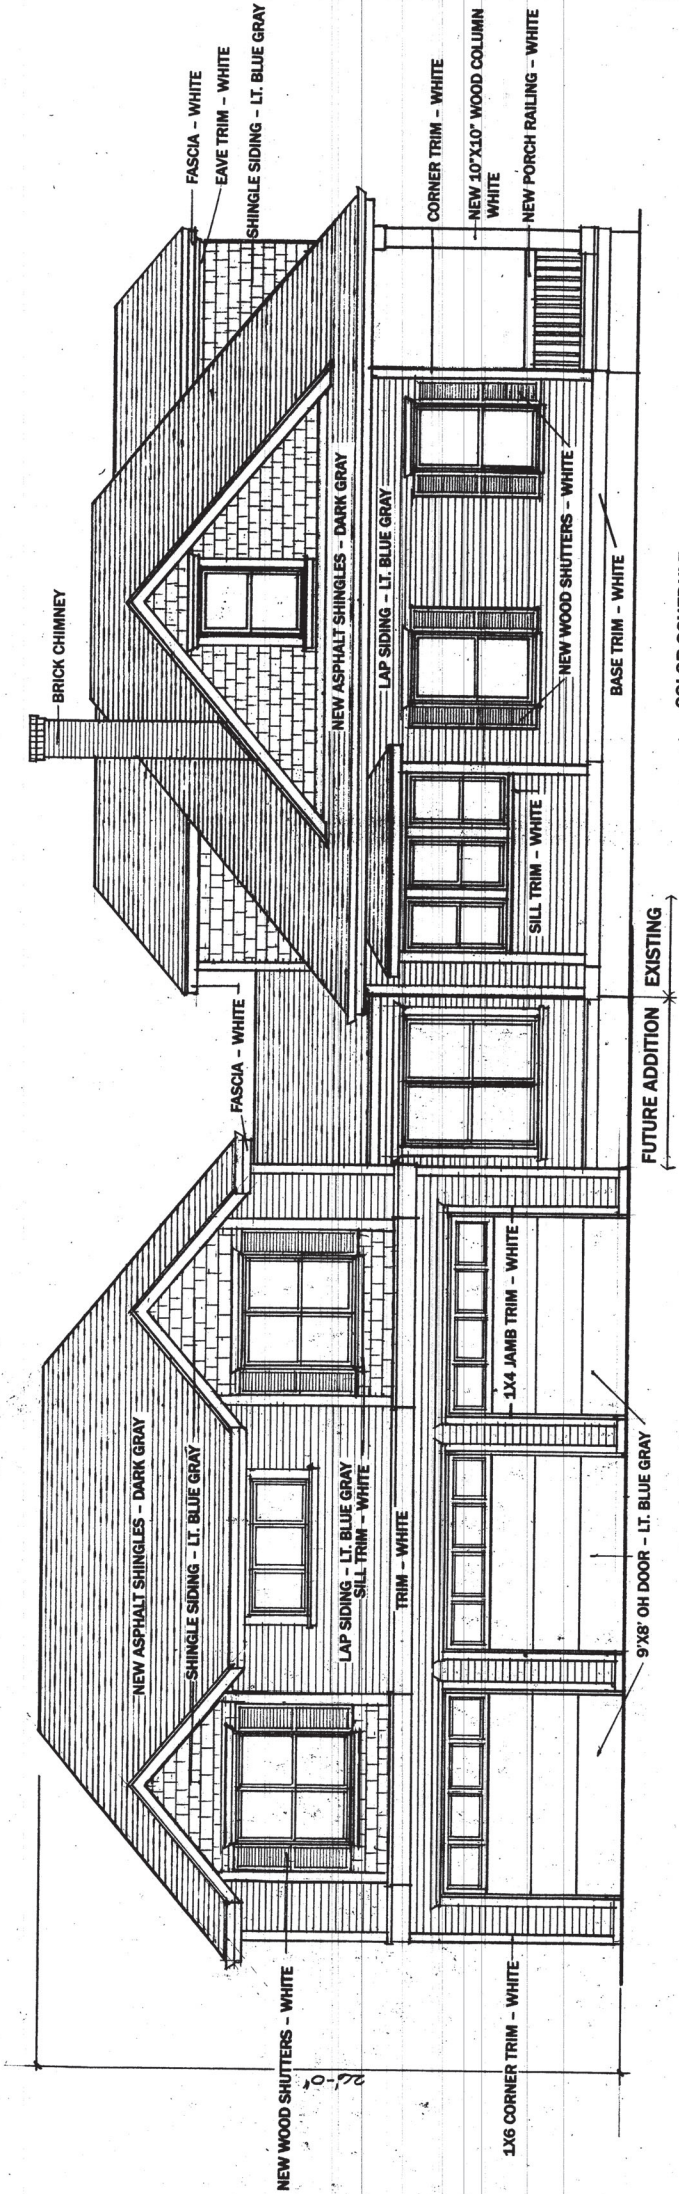 BRICK CHIMNEY
FASCIA – WHITE
EAVE TRIM – WHITE
SHINGLE SIDING – LT. BLUE GRAY
NEW ASPHALT SHINGLES – DARK GRAY
LAP SIDING – LT. BLUE GRAY
CORNER TRIM – WHITE
NEW 10"X10" WOOD COLUMN
WHITE
NEW PORCH RAILING – WHITE
NEW WOOD SHUTTERS – WHITE
BASE TRIM – WHITE
SILL TRIM – WHITE
FASCIA – WHITE
FUTURE ADDITION
EXISTING
NEW ASPHALT SHINGLES – DARK GRAY
SHINGLE SIDING – LT. BLUE GRAY
LAP SIDING – LT. BLUE GRAY
SILL TRIM – WHITE
TRIM – WHITE
1X4 JAMB TRIM – WHITE
9'X8' OH DOOR – LT. BLUE GRAY
NEW WOOD SHUTTERS – WHITE
1X6 CORNER TRIM – WHITE
26'-0"